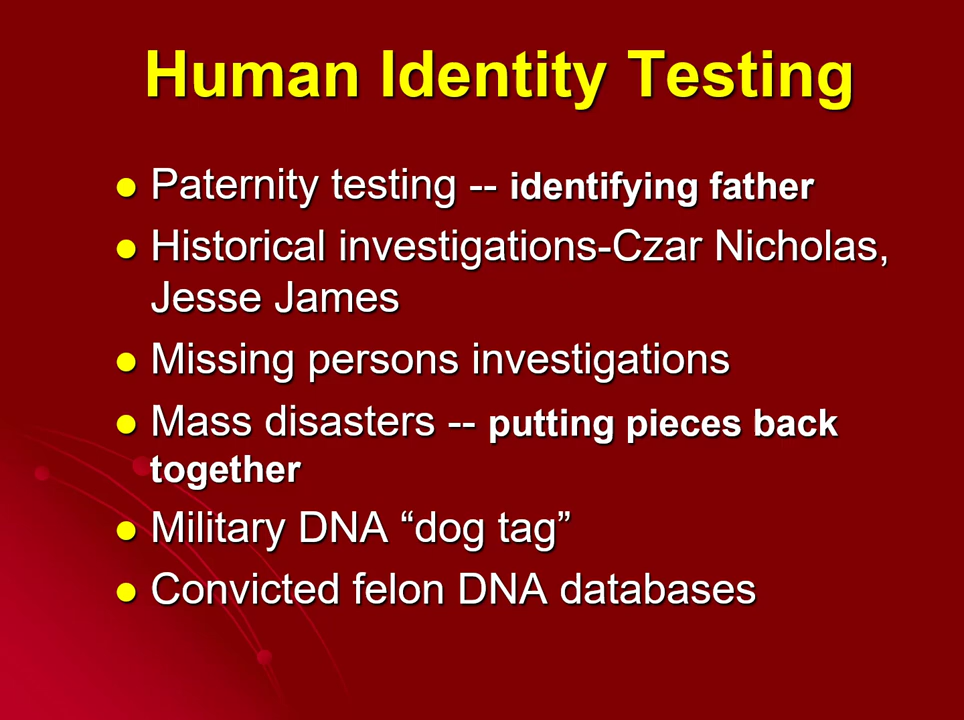 Human Identity Testing
Paternity testing -- identifying father
Historical investigations-Czar Nicholas,
Jesse James
Missing persons investigations
Mass disasters -- putting pieces back
together
Military DNA “dog tag”
Convicted felon DNA databases